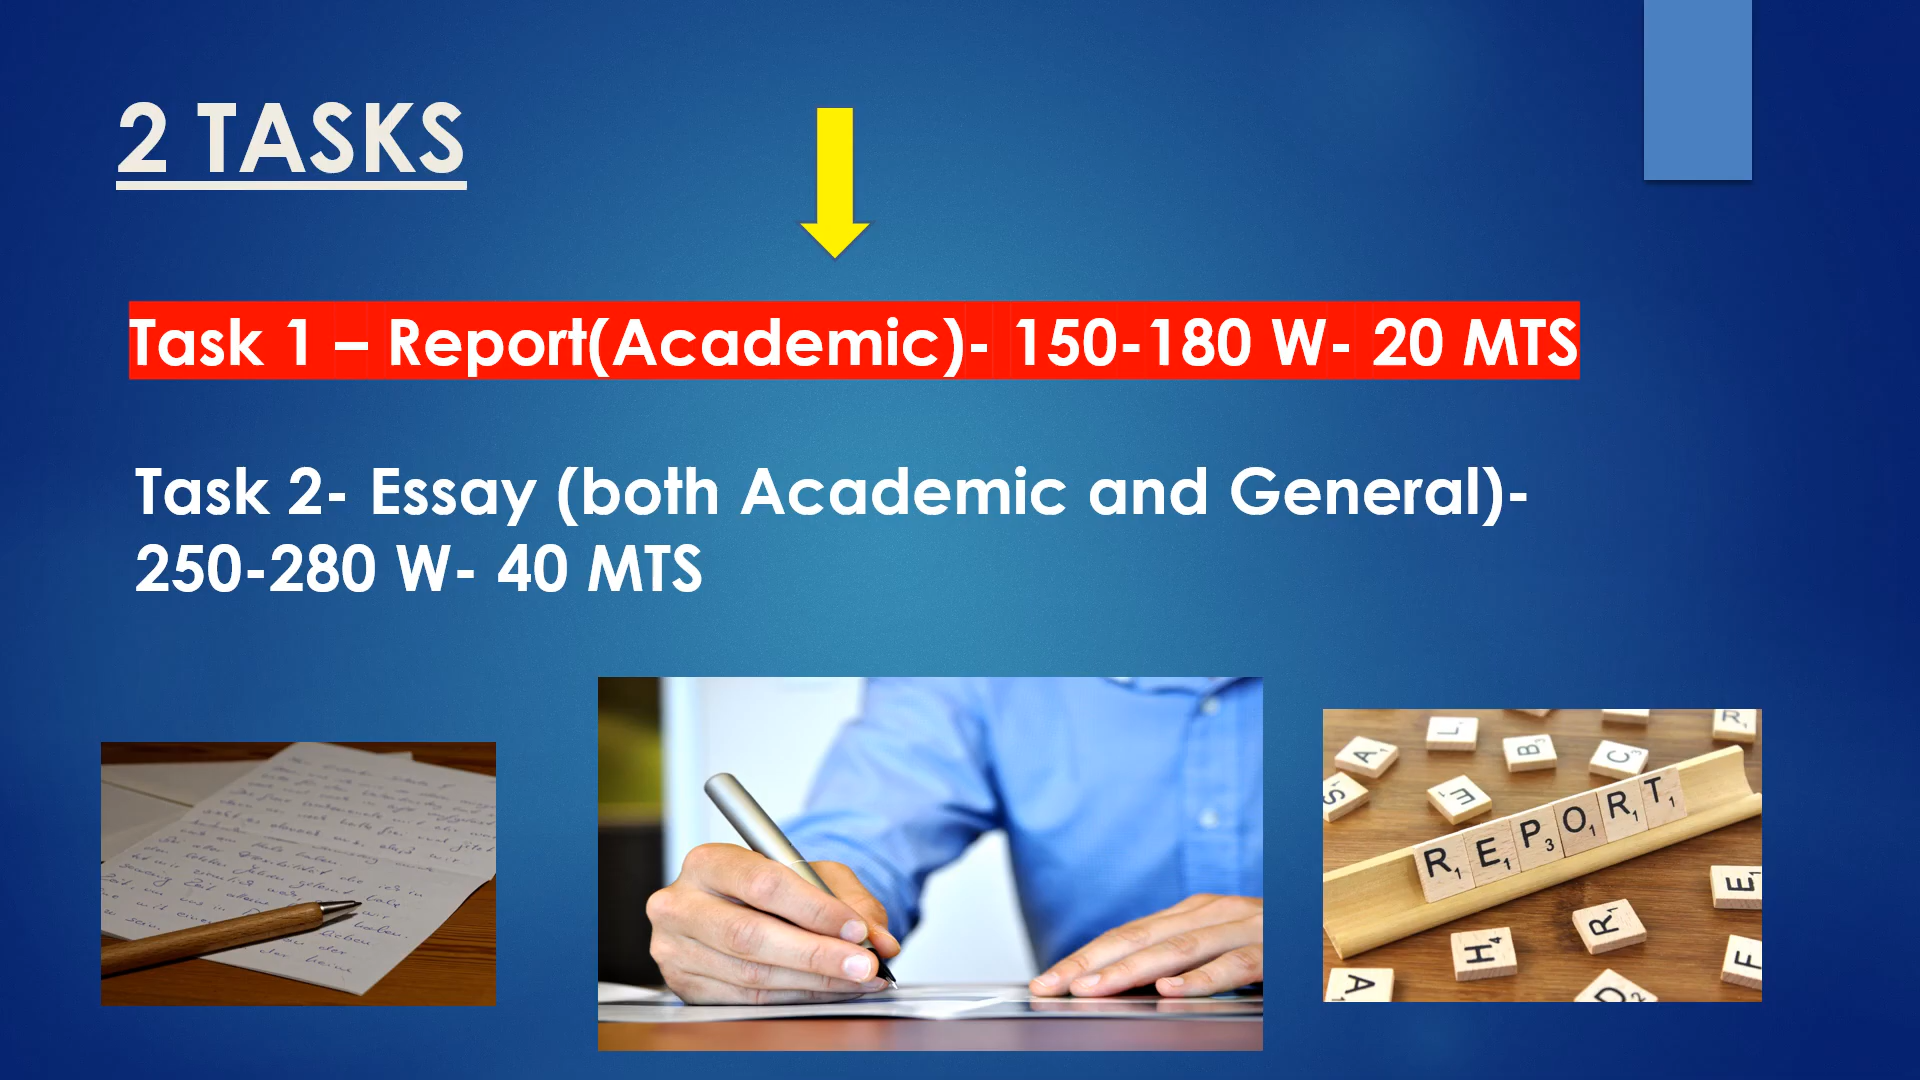 2 TASKS
Task 1 – Report(Academic)- 150-180 W- 20 MTS
Task 2- Essay (both Academic and General)-
250-280 W- 40 MTS
REPORT